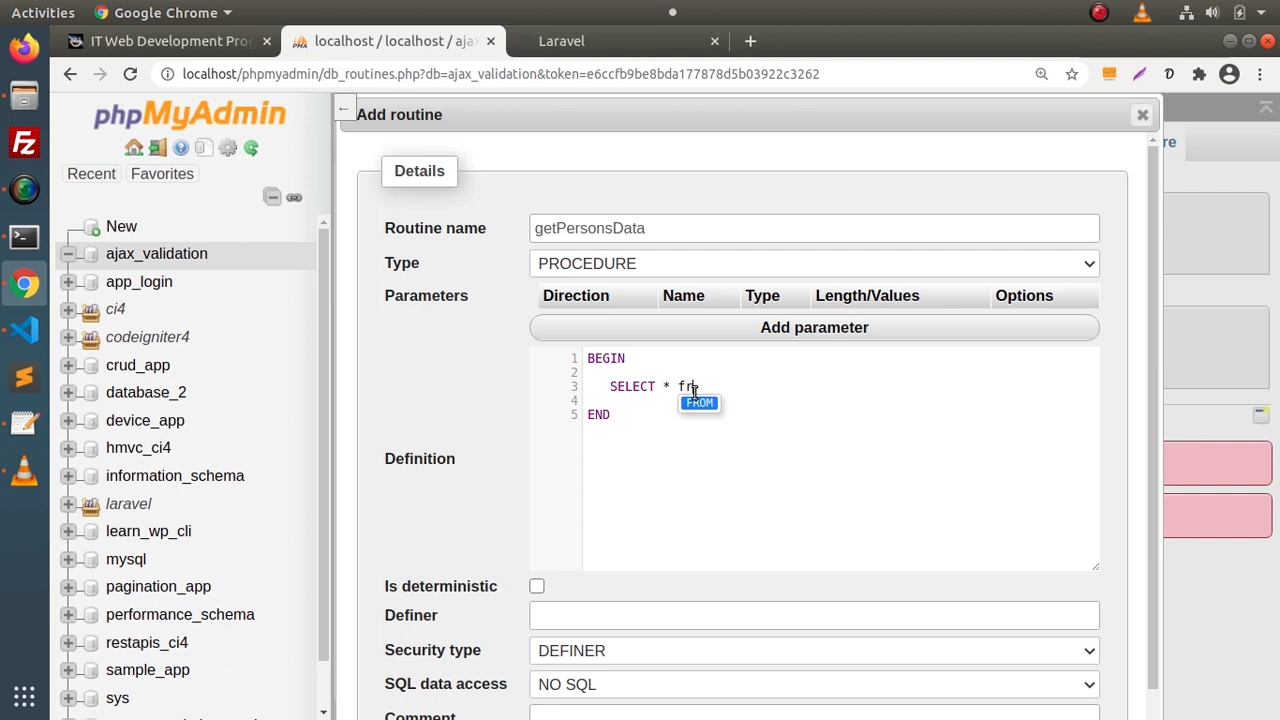 Activities Google Chrome
IT Web Development Prog
localhost / localhost / ajax
Laravel
localhost/phpmyadmin/db_routines.php?db=ajax_validation&token=e6ccfb9be8bda177878d5b03922c3262
phpMyAdmin
Recent Favorites
New
ajax_validation
app_login
ci4
codeigniter4
crud_app
database_2
device_app
hmvc_ci4
information_schema
laravel
learn_wp_cli
mysql
pagination_app
performance_schema
restapis_ci4
sample_app
sys
Add routine
re
Details
Routine name getPersonsData
Type PROCEDURE
Parameters Direction Name Type Length/Values Options
Add parameter
Definition
1 BEGIN
2
3 SELECT * fr
FROM
4
5 END
Is deterministic
Definer
Security type DEFINER
SQL data access NO SQL
Comment